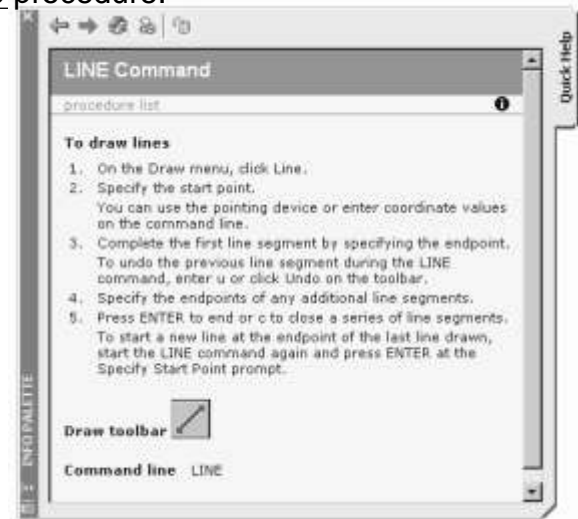 procedure.
Quick Help
LINE Command
procedure list
To draw lines
1. On the Draw menu, click Line.
2. Specify the start point.
You can use the pointing device or enter coordinate values
on the command line.
3. Complete the first line segment by specifying the endpoint.
To undo the previous line segment during the LINE
command, enter u or click Undo on the toolbar.
4. Specify the endpoints of any additional line segments.
5. Press ENTER to end or c to close a series of line segments.
To start a new line at the endpoint of the last line drawn,
start the LINE command again and press ENTER at the
Specify Start Point prompt.
Draw toolbar
Command line LINE
INFO PALETTE